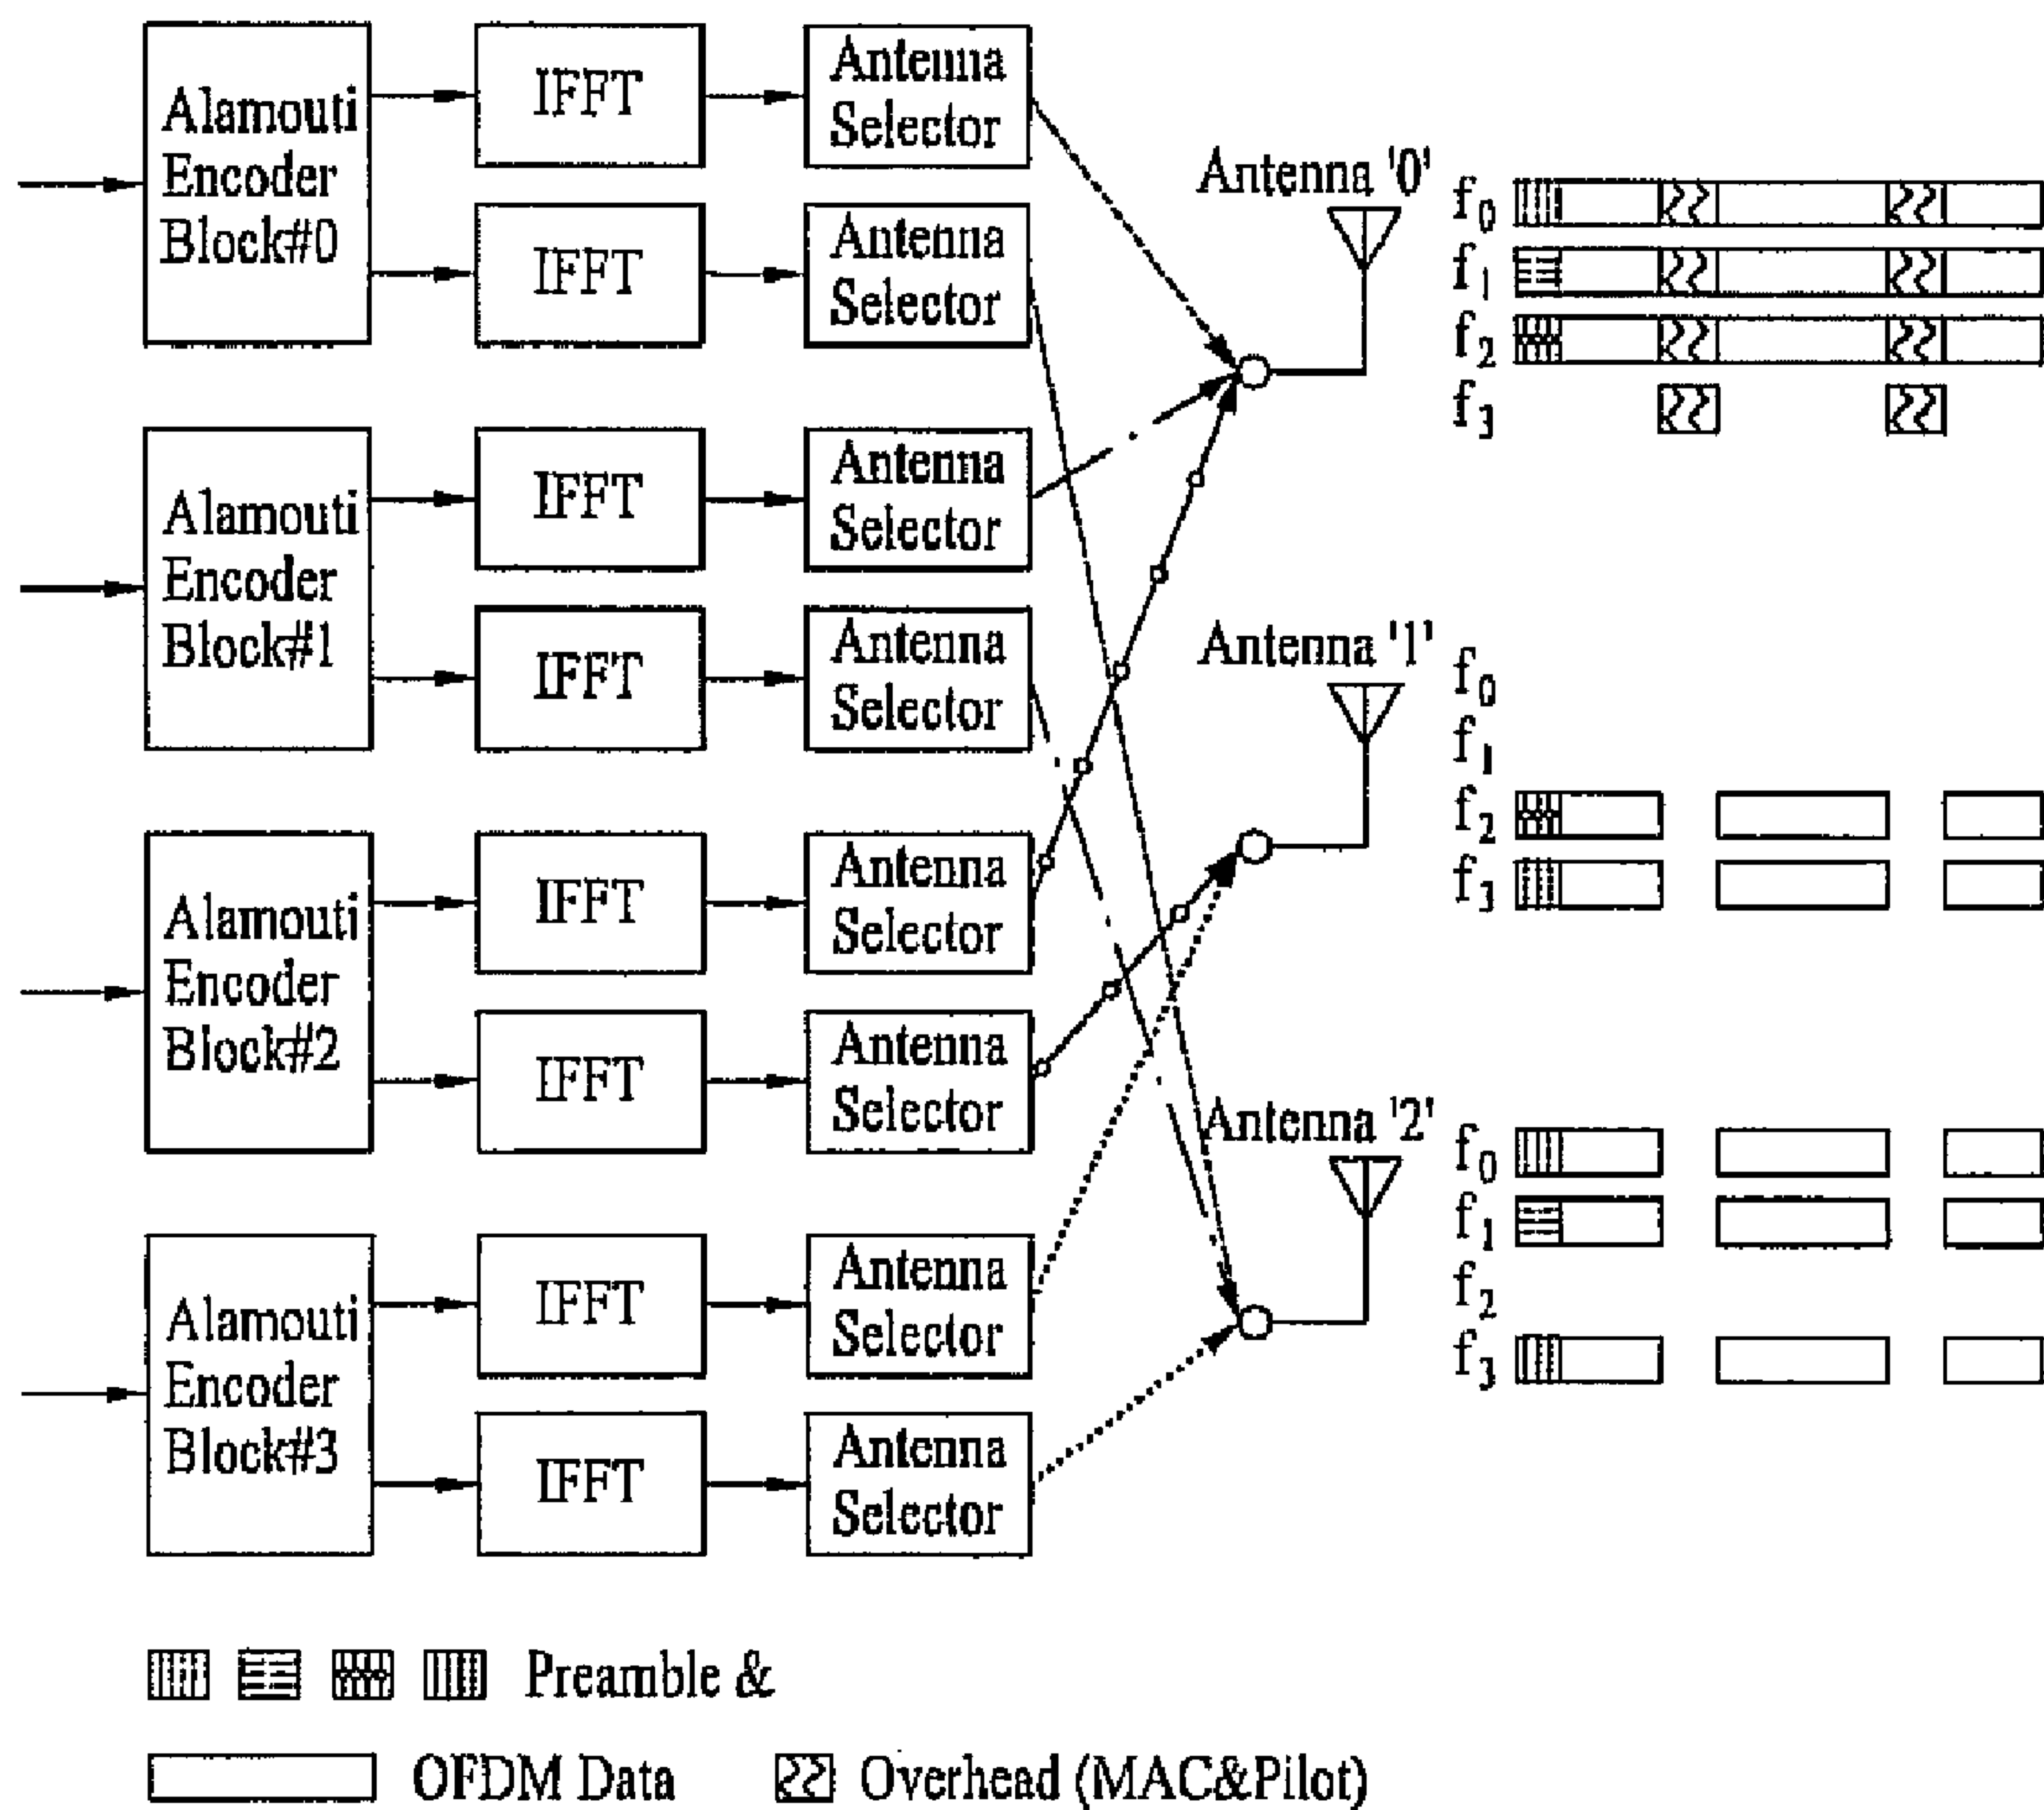 Alamouti
Encoder
Block#0
IFFT
Antenna
Selector
IFFT
Antenna
Selector
Alamouti
Encoder
Block#1
IFFT
Antenna
Selector
IFFT
Antenna
Selector
Alamouti
Encoder
Block#2
IFFT
Antenna
Selector
IFFT
Antenna
Selector
Alamouti
Encoder
Block#3
IFFT
Antenna
Selector
IFFT
Antenna
Selector
Antenna '0'
f0
f1
f2
f3
Antenna '1'
f0
f1
f2
f3
Antenna '2'
f0
f1
f2
f3
Preamble &
OFDM Data
Overhead (MAC&Pilot)